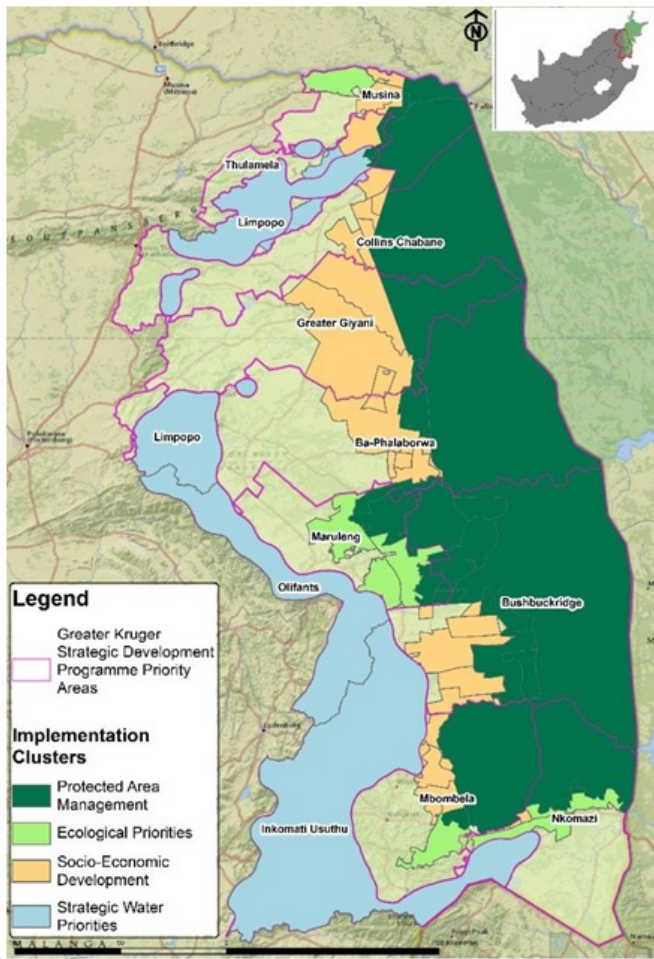 N
Musina
Thulamela
SOUTPANSBERG
Limpopo
Collins Chabane
Greater Giyani
Ba-Phalaborwa
Limpopo
Maruleng
Olifants
Bushbuckridge
Legend
Greater Kruger
Strategic Development
Programme Priority
Areas
Implementation
Clusters
Protected Area
Management
Ecological Priorities
Socio-Economic
Development
Strategic Water
Priorities
Inkomati Usuthu
Mbombela
Nkomazi